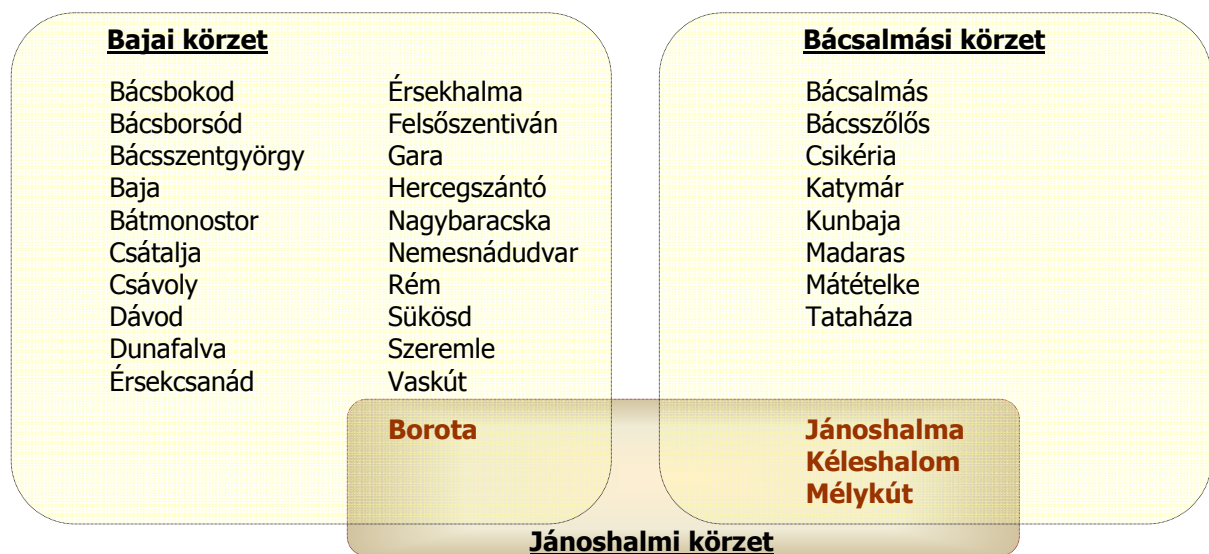 Bajai körzet
Bácsbokod
Bácsborsód
Bácsszentgyörgy
Baja
Bátmonostor
Csátalja
Csávoly
Dávod
Dunafalva
Érsekcsanád
Érsekhalma
Felsőszentiván
Gara
Hercegszántó
Nagybaracska
Nemesnádudvar
Rém
Sükösd
Szeremle
Vaskút
Borota
Bácsalmási körzet
Bácsalmás
Bácsszőlős
Csikéria
Katymár
Kunbaja
Madaras
Mátételke
Tataháza
Jánoshalma
Kéleshalom
Mélykút
Jánoshalmi körzet